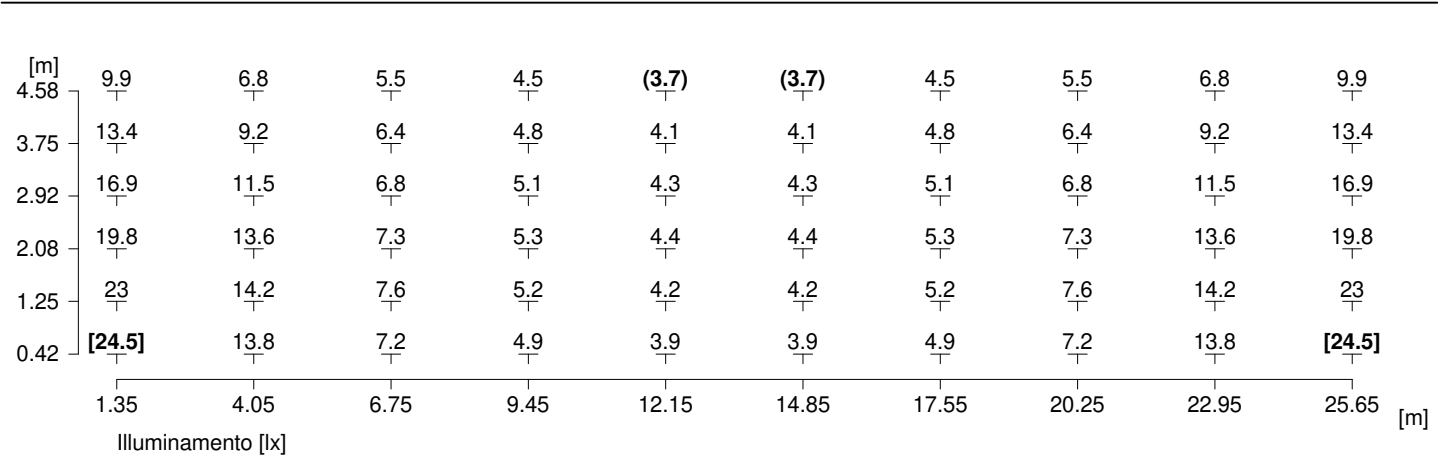 [m]
4.58 9.9 6.8 5.5 4.5 (3.7) (3.7) 4.5 5.5 6.8 9.9
3.75 13.4 9.2 6.4 4.8 4.1 4.1 4.8 6.4 9.2 13.4
2.92 16.9 11.5 6.8 5.1 4.3 4.3 5.1 6.8 11.5 16.9
2.08 19.8 13.6 7.3 5.3 4.4 4.4 5.3 7.3 13.6 19.8
1.25 23 14.2 7.6 5.2 4.2 4.2 5.2 7.6 14.2 23
0.42 [24.5] 13.8 7.2 4.9 3.9 3.9 4.9 7.2 13.8 [24.5]
1.35 4.05 6.75 9.45 12.15 14.85 17.55 20.25 22.95 25.65 [m]
Illuminamento [lx]